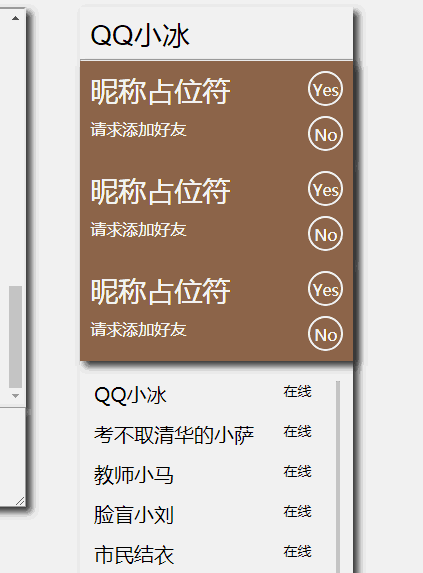 QQ小冰
昵称占位符 Yes
请求添加好友 No
昵称占位符 Yes
请求添加好友 No
昵称占位符 Yes
请求添加好友 No
QQ小冰 在线
考不取清华的小萨 在线
教师小马 在线
脸盲小刘 在线
市民结衣 在线